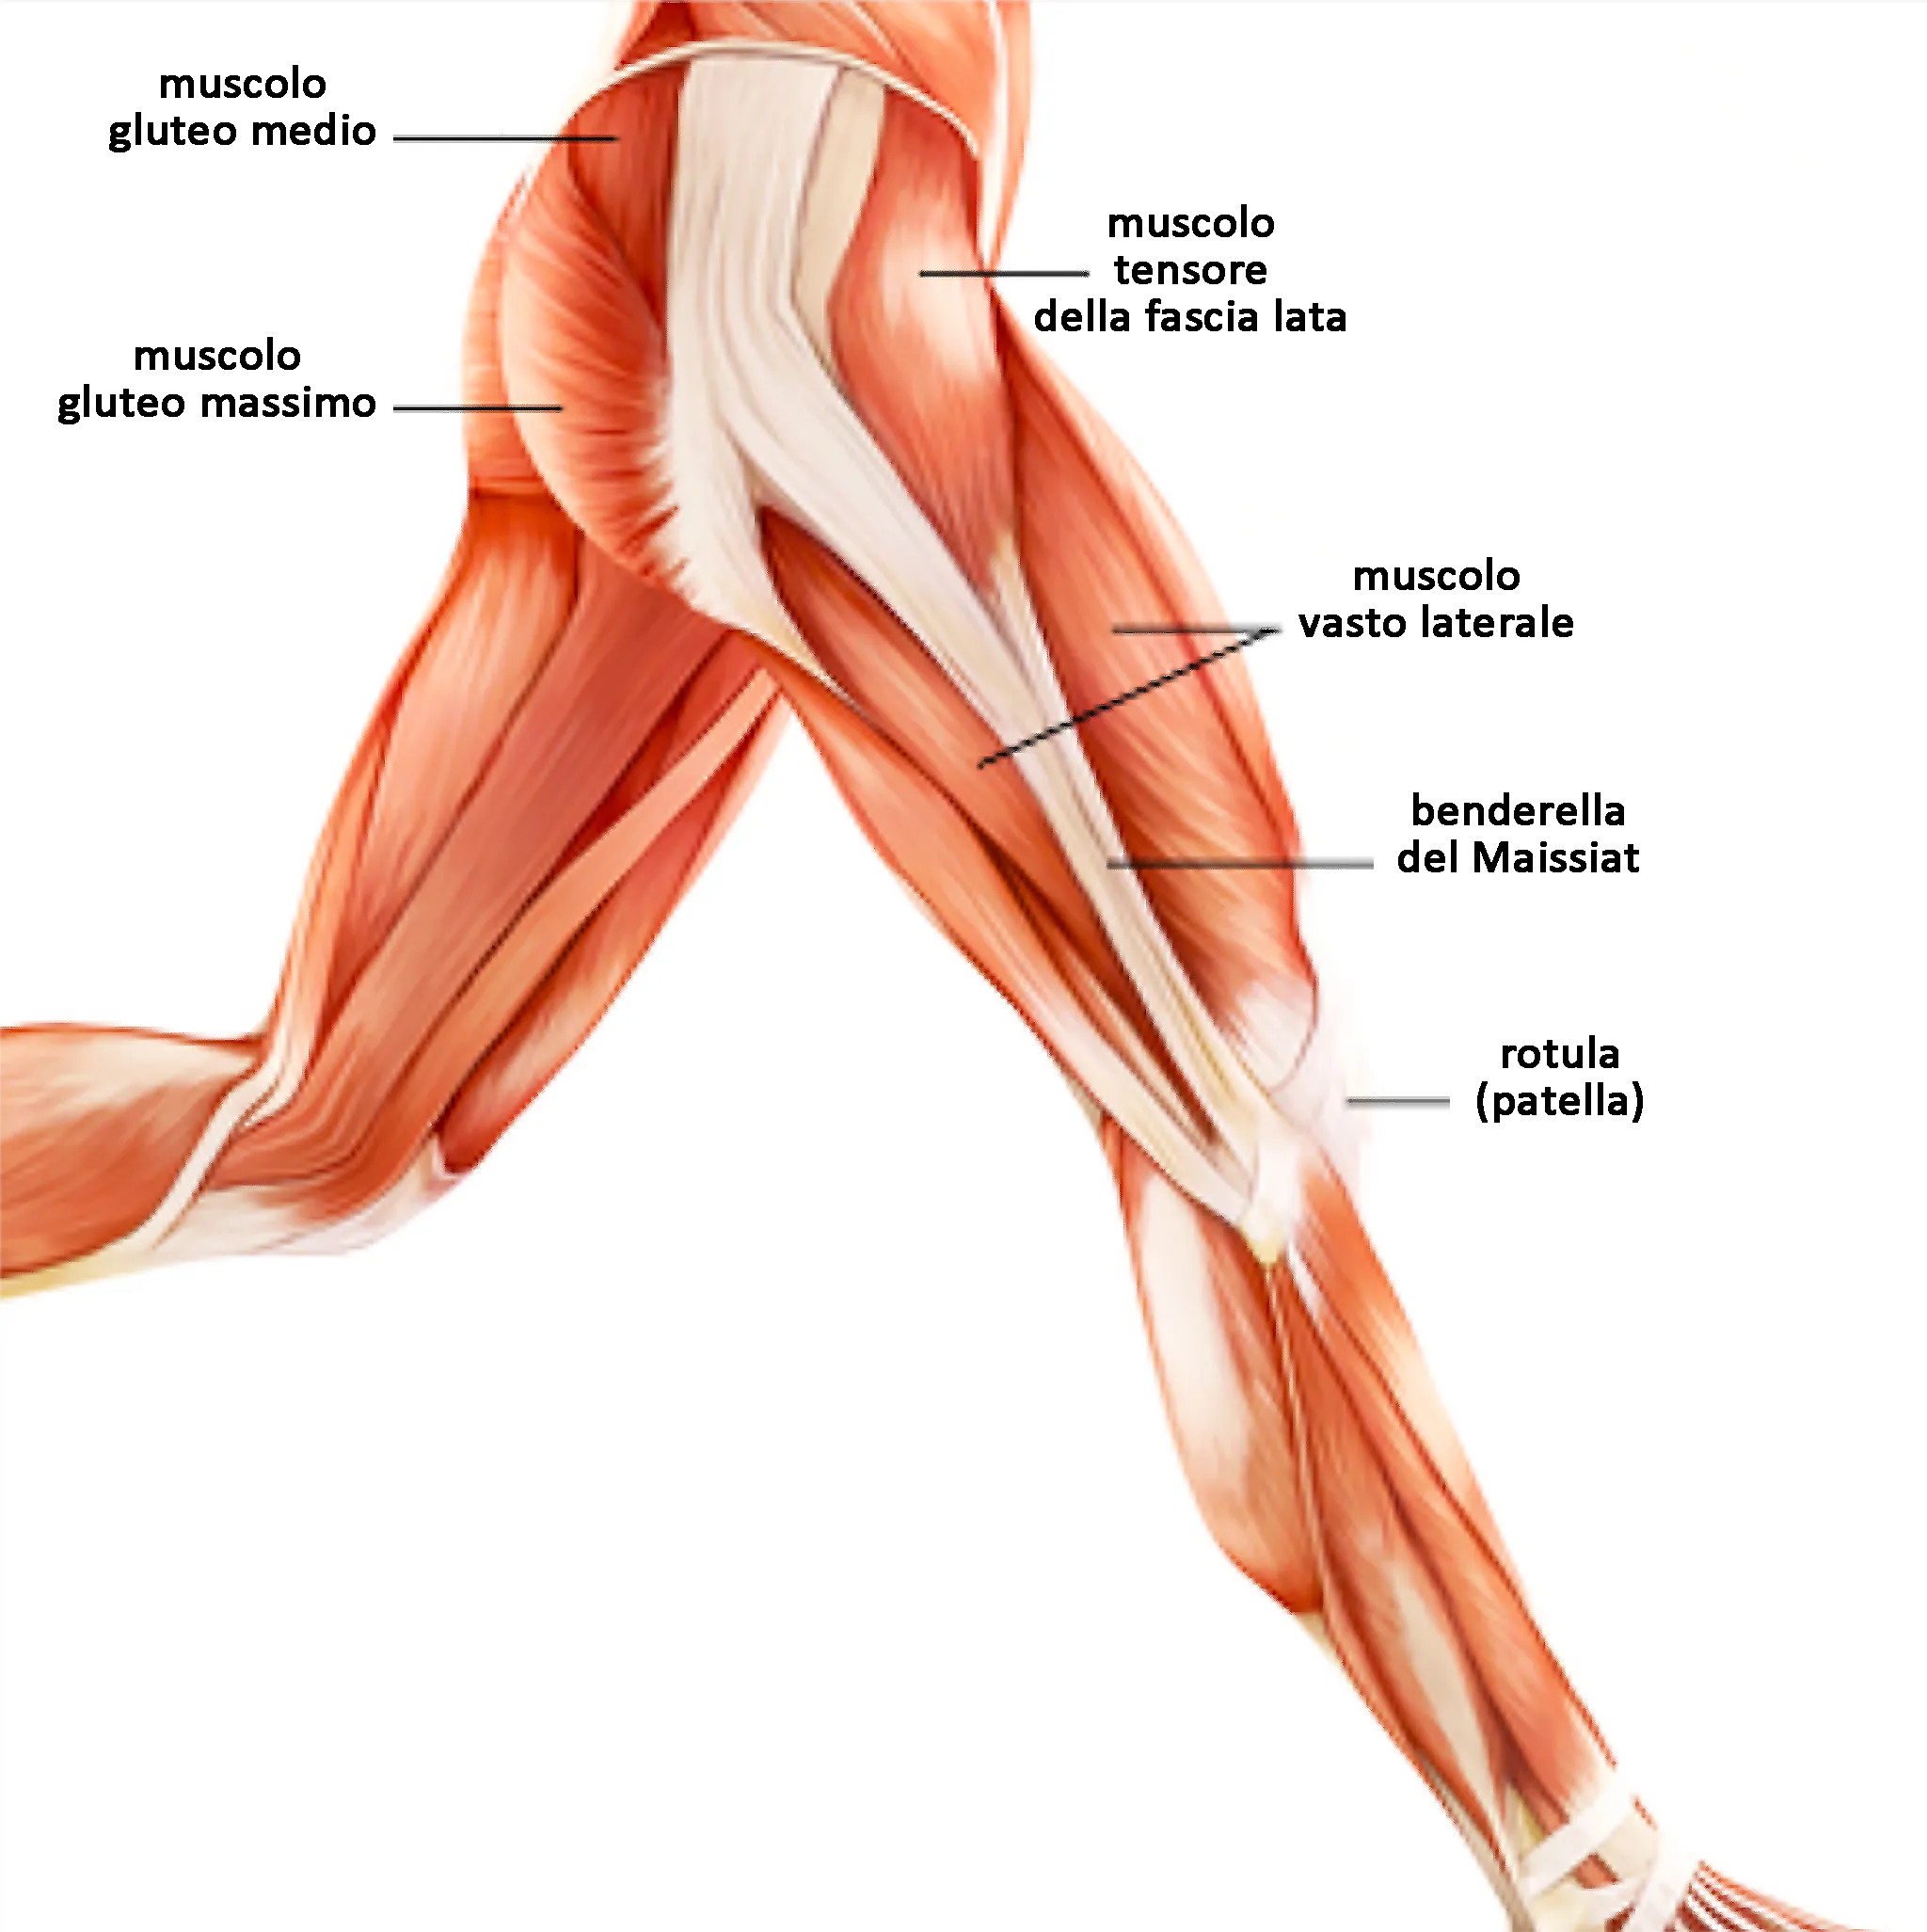 muscolo
gluteo medio
muscolo
tensore
della fascia lata
muscolo
gluteo massimo
muscolo
vasto laterale
benderella
del Maissiat
rotula
(patella)